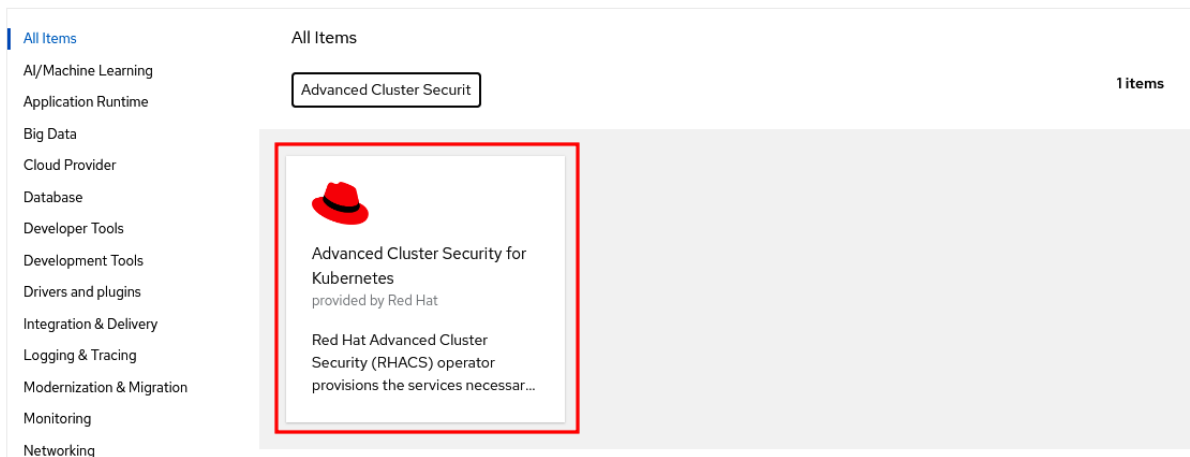 All Items
AI/Machine Learning
Application Runtime
Big Data
Cloud Provider
Database
Developer Tools
Development Tools
Drivers and plugins
Integration & Delivery
Logging & Tracing
Modernization & Migration
Monitoring
Networking
All Items
Advanced Cluster Securit
1 items
Advanced Cluster Security for
Kubernetes
provided by Red Hat
Red Hat Advanced Cluster
Security (RHACS) operator
provisions the services necessar...